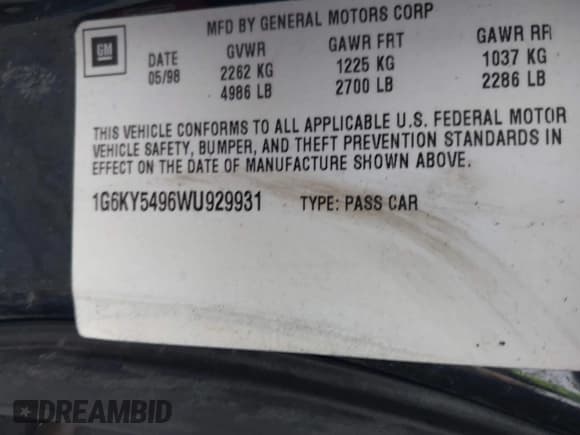 MFD BY GENERAL MOTORS CORP
GM
DATE GVWR GAWR FRT GAWR RR
05/98 2262 KG 1225 KG 1037 KG
4986 LB 2700 LB 2286 LB
THIS VEHICLE CONFORMS TO ALL APPLICABLE U.S. FEDERAL MOTOR
VEHICLE SAFETY, BUMPER, AND THEFT PREVENTION STANDARDS IN
EFFECT ON THE DATE OF MANUFACTURE SHOWN ABOVE.
1G6KY5496WU929931 TYPE: PASS CAR
DREAMBID